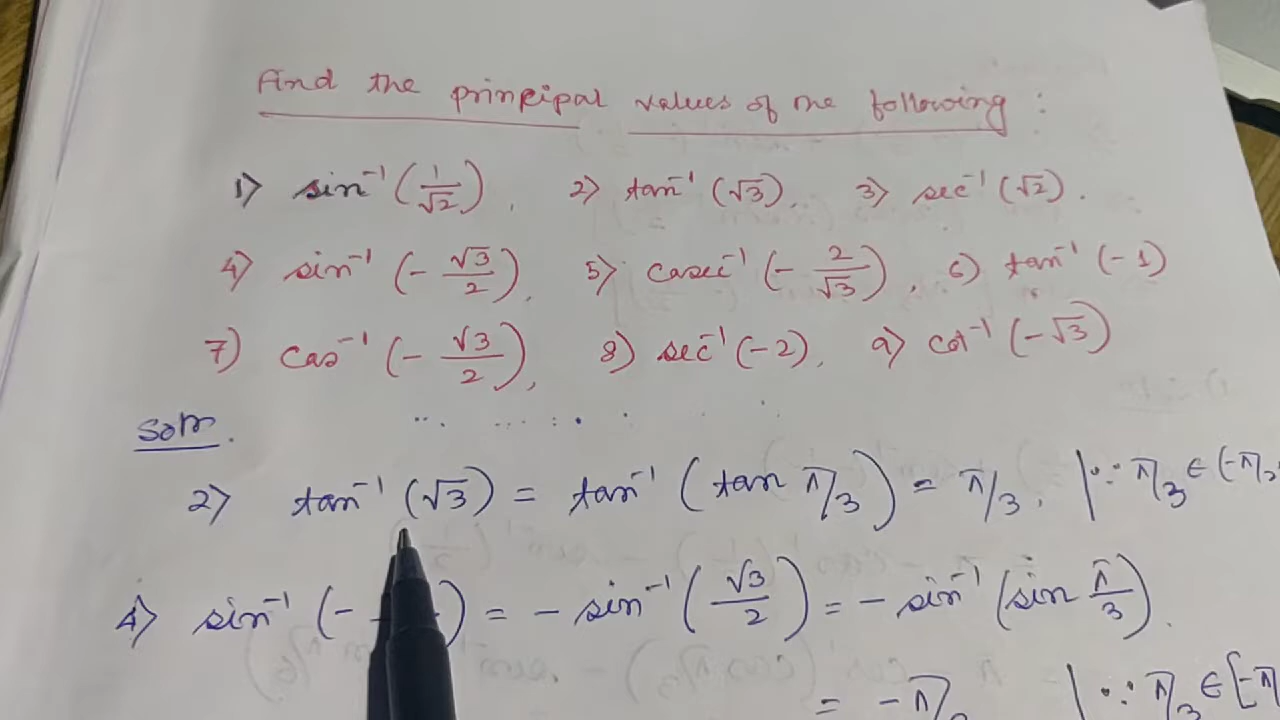 Find the principal values of the following :
1) sin⁻¹ (1/√2), 2) tan⁻¹ (√3), 3) sec⁻¹ (√2).
4) sin⁻¹ (- √3/2), 5) cosec⁻¹ (- 2/√3), 6) tan⁻¹ (-1)
7) cos⁻¹ (- √3/2), 8) sec⁻¹ (-2), 9) cot⁻¹ (-√3)
Soln.
2) tan⁻¹ (√3) = tan⁻¹ (tan π/3) = π/3. | ∵ π/3 ∈ (-π/2
4) sin⁻¹ (- ) = - sin⁻¹ (√3/2) = - sin⁻¹ (sin π/3).
= - π/ | ∵ π/3 ∈ [-π